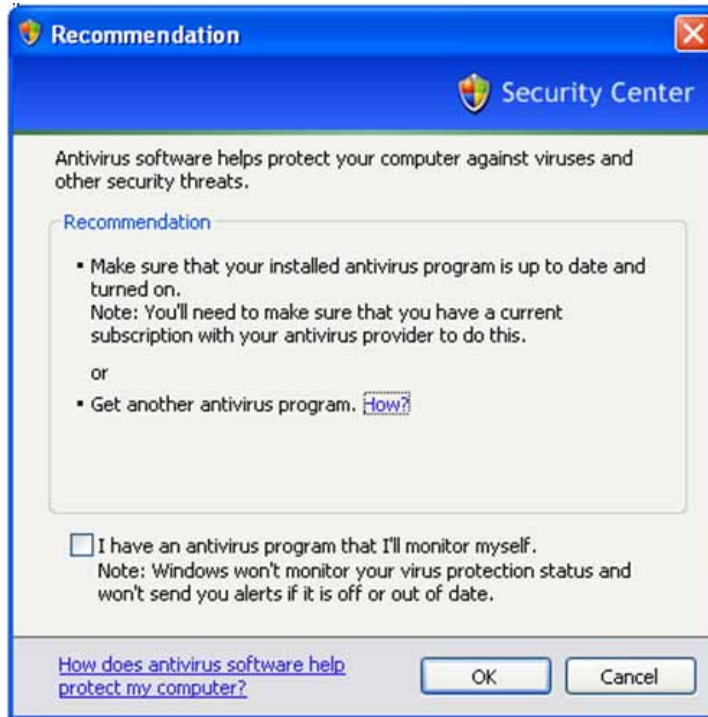 Recommendation
Security Center
Antivirus software helps protect your computer against viruses and
other security threats.
Recommendation
▪ Make sure that your installed antivirus program is up to date and
turned on.
Note: You'll need to make sure that you have a current
subscription with your antivirus provider to do this.
or
▪ Get another antivirus program. How?
I have an antivirus program that I'll monitor myself.
Note: Windows won't monitor your virus protection status and
won't send you alerts if it is off or out of date.
How does antivirus software help
protect my computer?
OK
Cancel